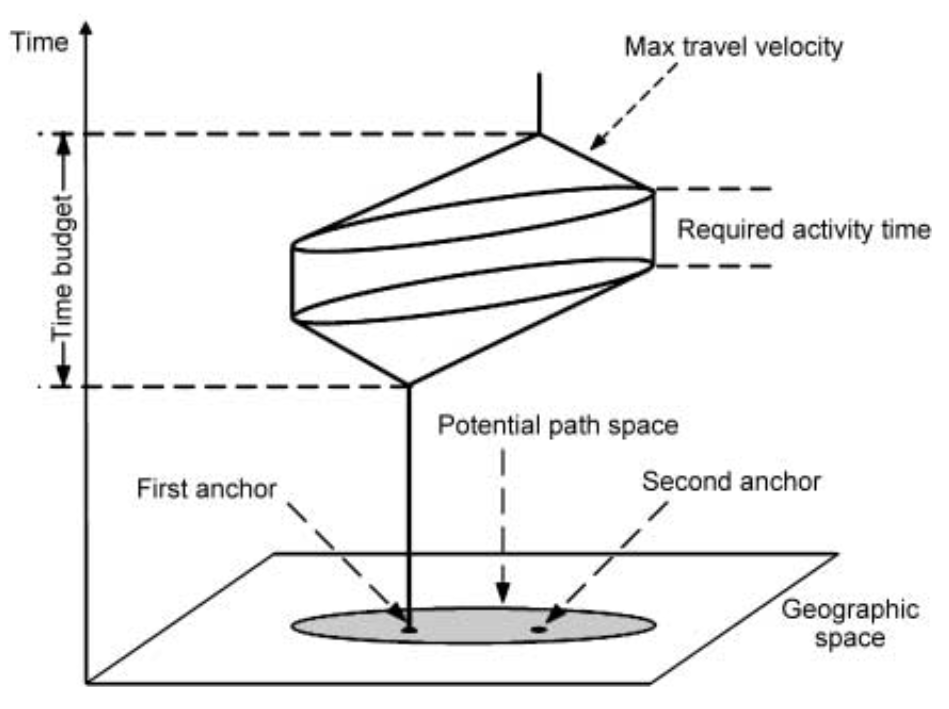 Time
Max travel velocity
Required activity time
Time budget
Potential path space
First anchor
Second anchor
Geographic
space